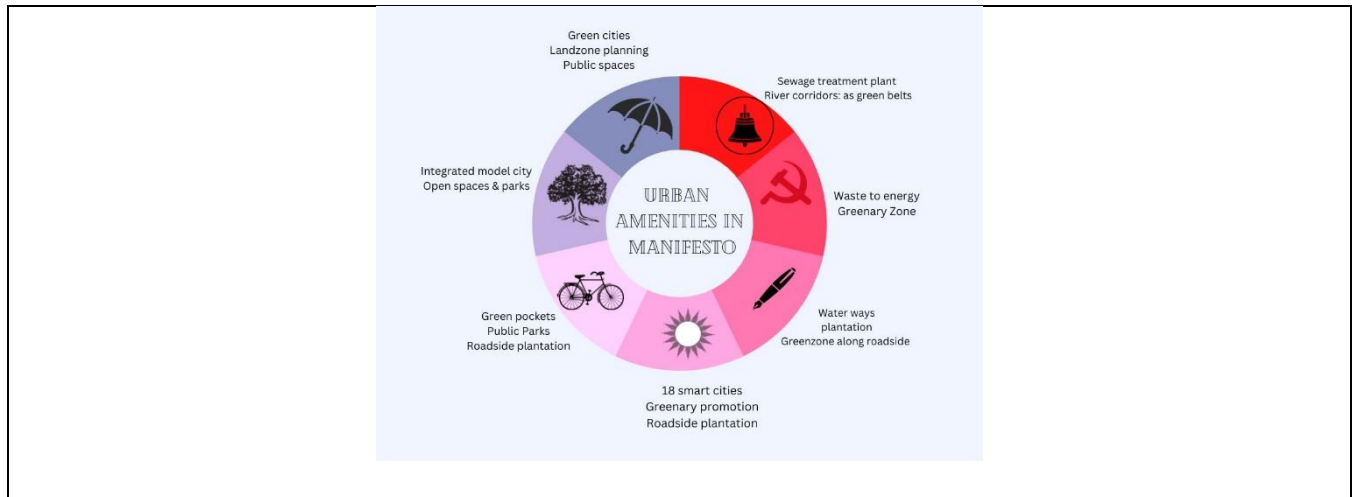 Green cities
Landzone planning
Public spaces
Sewage treatment plant
River corridors: as green belts
Integrated model city
Open spaces & parks
URBAN
AMENITIES IN
MANIFESTO
Waste to energy
Greenary Zone
Green pockets
Public Parks
Roadside plantation
Water ways
plantation
Greenzone along roadside
18 smart cities
Greenary promotion
Roadside plantation